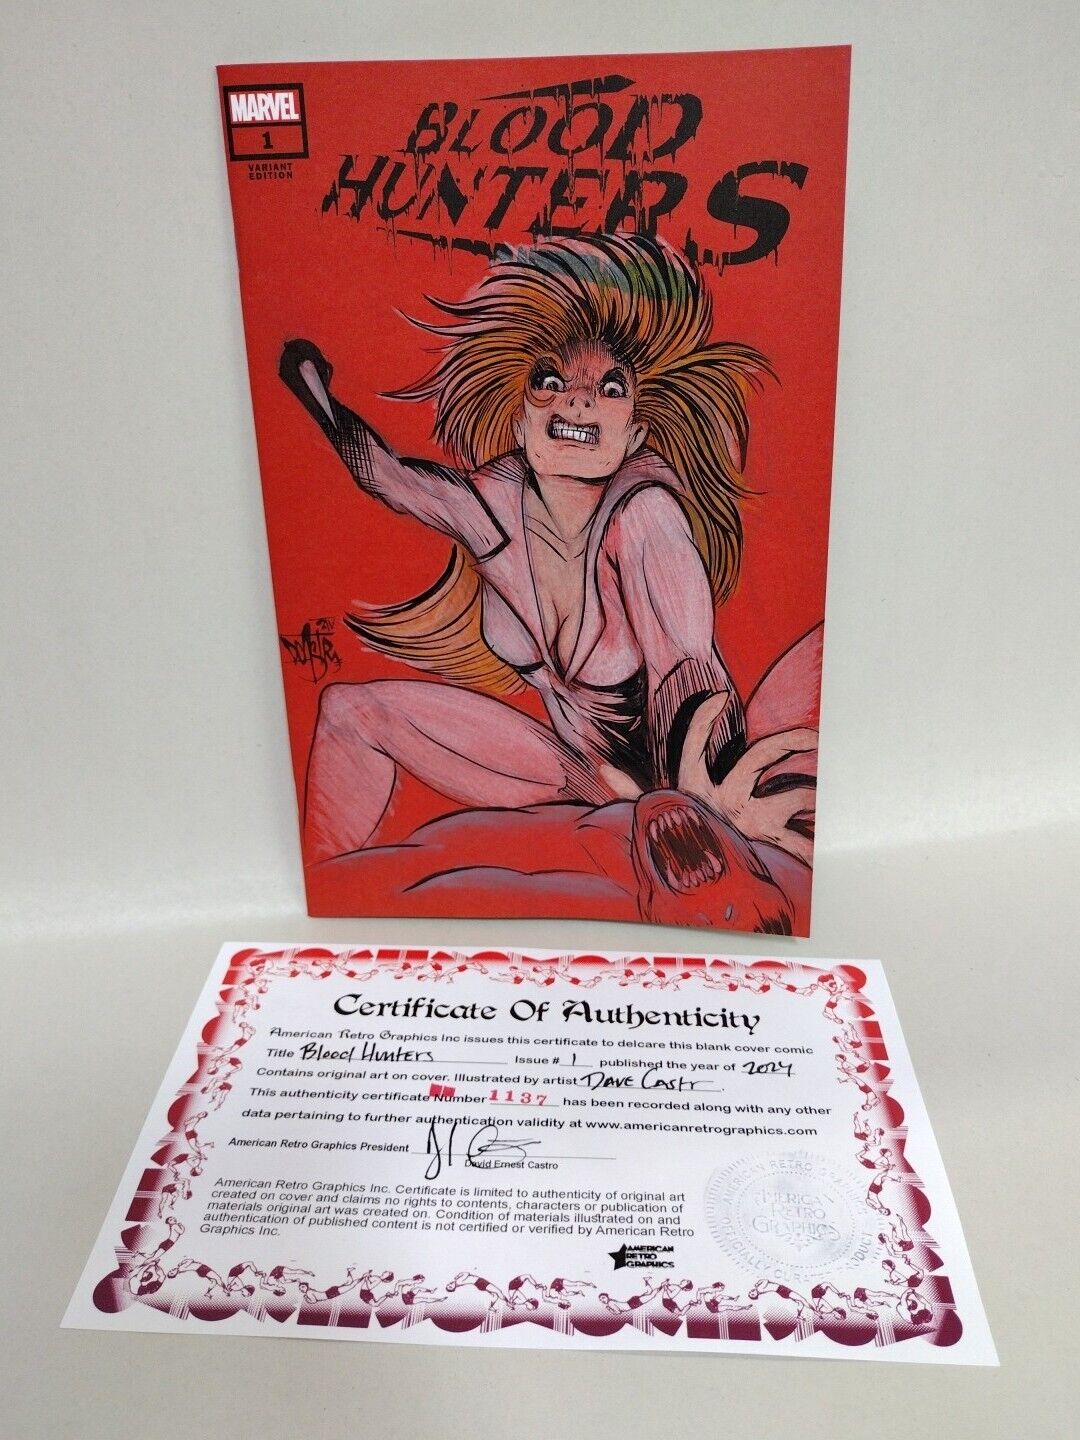 MARVEL
1
VARIANT
EDITION
BLOOD
HUNTERS
Certificate Of Authenticity
American Retro Graphics Inc issues this certificate to delcare this blank cover comic
Title Blood Hunters Issue # 1 published the year of 2024
Contains original art on cover. Illustrated by artist Dave Castr
This authenticity certificate Number 1137 has been recorded along with any other
data pertaining to further authentication validity at www.americanretrographics.com
American Retro Graphics President
David Ernest Castro
American Retro Graphics Inc. Certificate is limited to authenticity of original art
created on cover and claims no rights to contents, characters or publication of
materials original art was created on. Condition of materials illustrated on and
authentication of published content is not certified or verified by American Retro
Graphics Inc.
AMERICAN
RETRO
GRAPHICS
AMERICAN
RETRO
GRAPHICS